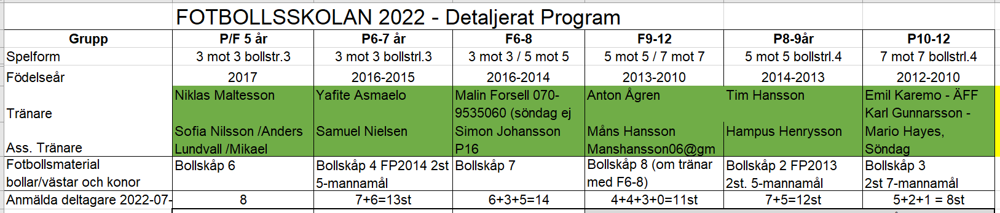 FOTBOLLSSKOLAN 2022 - Detaljerat Program
Grupp P/F 5 år P6-7 år F6-8 F9-12 P8-9år P10-12
Spelform 3 mot 3 bollstr.3 3 mot 3 bollstrl.3 3 mot 3 / 5 mot 5 5 mot 5 / 7 mot 7 5 mot 5 bollstrl.4 7 mot 7 bollstrl.4
Födelseår 2017 2016-2015 2016-2014 2013-2010 2014-2013 2012-2010
Niklas Maltesson Yafite Asmaelo Malin Forsell 070- Anton Ågren Tim Hansson Emil Karemo - ÄFF
Tränare 9535060 (söndag ej Karl Gunnarsson -
Sofia Nilsson /Anders Samuel Nielsen Simon Johansson Måns Hansson Hampus Henrysson Mario Hayes,
Ass. Tränare Lundvall /Mikael P16 Manshansson06@gm Söndag
Fotbollsmaterial Bollskåp 6 Bollskåp 4 FP2014 2st Bollskåp 7 Bollskåp 8 (om tränar Bollskåp 2 FP2013 Bollskåp 3
bollar/västar och konor 5-mannamål med F6-8) 2st. 5-mannamål 2st 7-mannamål
Anmälda deltagare 2022-07- 8 7+6=13st 6+3+5=14 4+4+3+0=11st 7+5=12st 5+2+1 = 8st